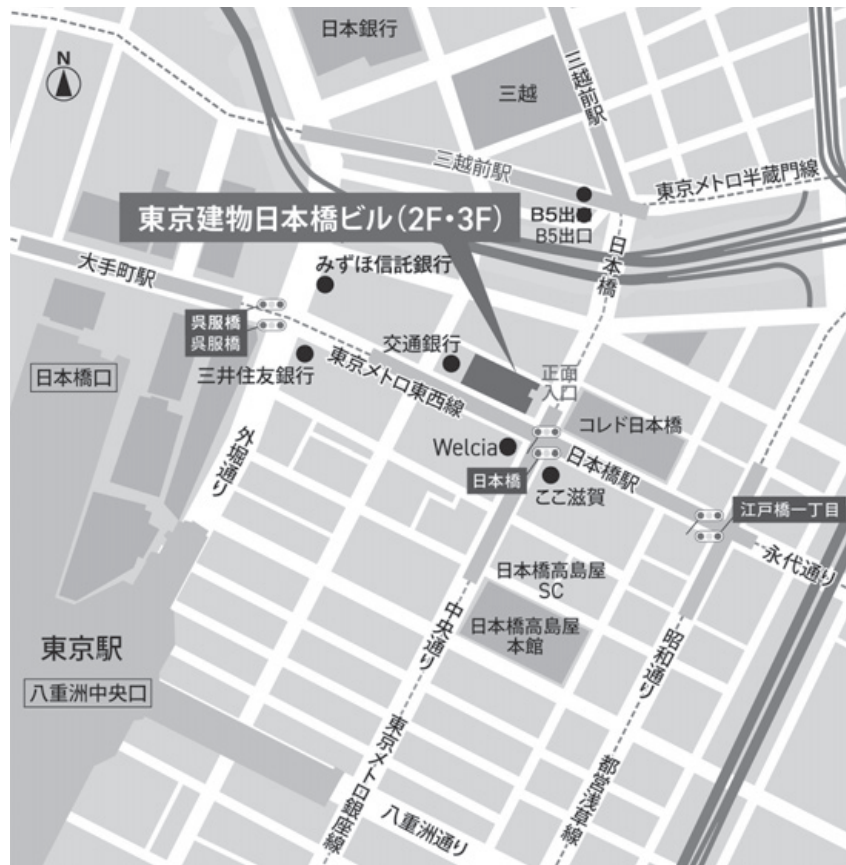 日本銀行
N
三越
三越前駅
三越前駅
東京メトロ半蔵門線
B5出口
B5出口
東京建物日本橋ビル(2F・3F)
日本橋
大手町駅
みずほ信託銀行
呉服橋
呉服橋
交通銀行
正面
入口
日本橋口
三井住友銀行
東京メトロ東西線
コレド日本橋
外堀通り
Welcia
日本橋駅
日本橋
ここ滋賀
江戸橋一丁目
永代通り
日本橋高島屋
SC
中央通り
日本橋高島屋
本館
昭和通り
東京駅
八重洲中央口
東京メトロ銀座線
都営浅草線
八重洲通り